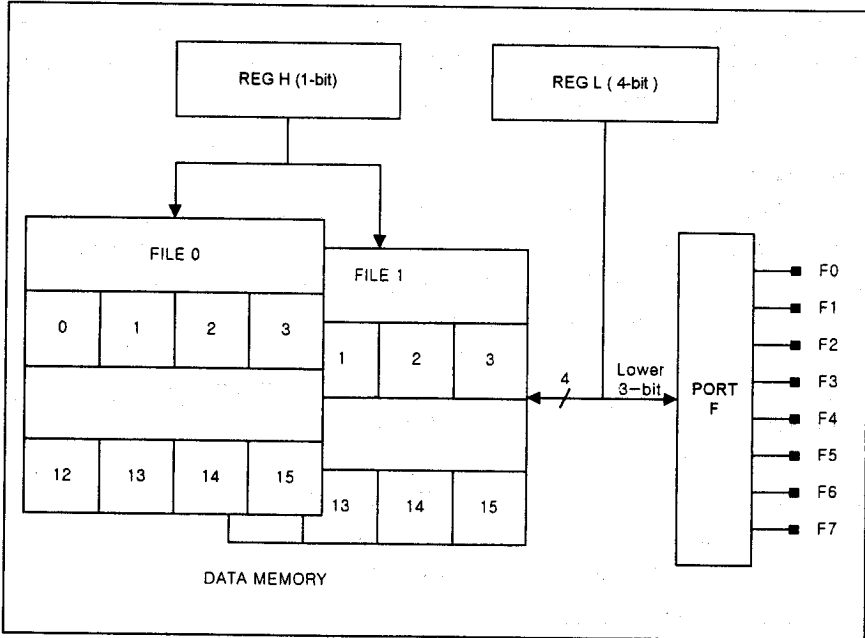 REG H (1-bit)
REG L ( 4-bit )
FILE 0
FILE 1
F0
F1
F2
F3
F4
F5
F6
F7
0 1 2 3
1 2 3
4
Lower
3-bit
PORT
F
12 13 14 15
13 14 15
DATA MEMORY